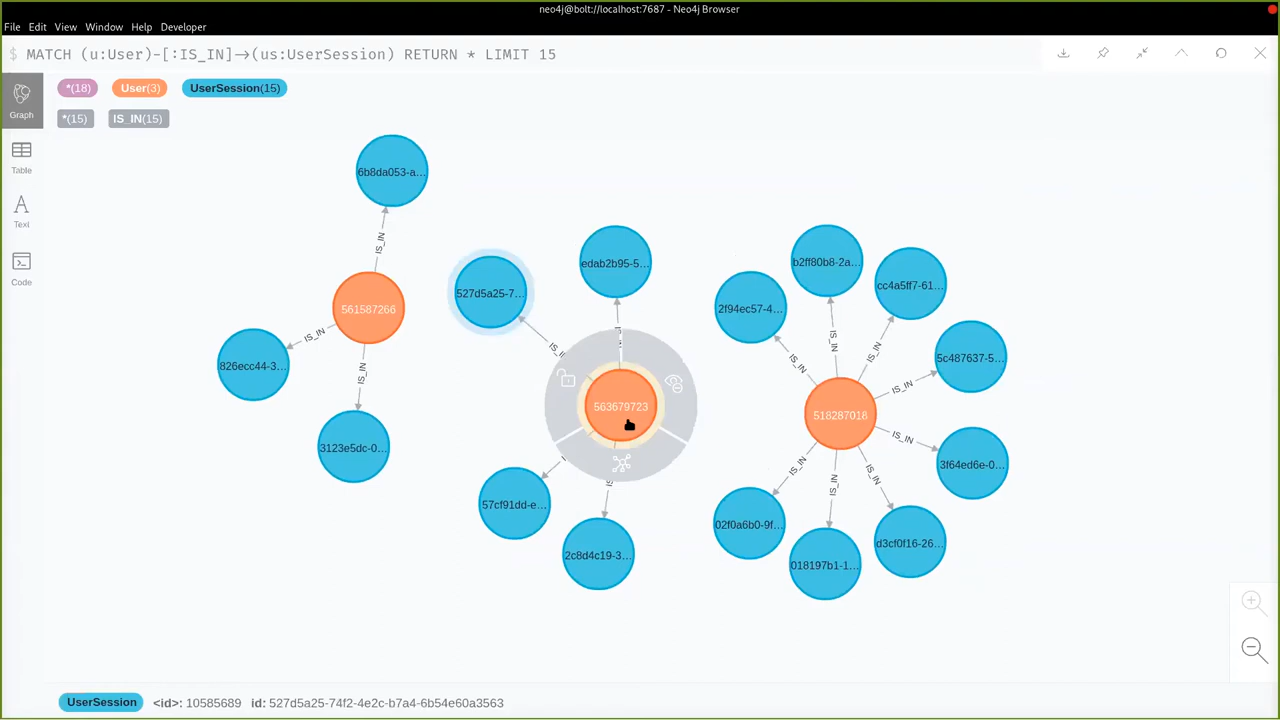 neo4j@bolt://localhost:7687 - Neo4j Browser
File Edit View Window Help Developer
$ MATCH (u:User)-[:IS_IN]->(us:UserSession) RETURN * LIMIT 15
*(18) User(3) UserSession(15)
*(15) IS_IN(15)
Graph
Table
Text
Code
6b8da053-a...
IS_IN
561587266
IS_IN
826ecc44-3...
IS_IN
3123e5dc-0...
527d5a25-7...
edab2b95-5...
563679723
57cf91dd-e...
2c8d4c19-3...
b2ff80b8-2a...
cc4a5ff7-61...
2f94ec57-4...
5c487637-5...
IS_IN
IS_IN
IS_IN
IS_IN
518287018
IS_IN
3f64ed6e-0...
IS_IN
IS_IN
IS_IN
02f0a6b0-9f...
018197b1-1...
d3cf0f16-26...
UserSession <id>: 10585689 id: 527d5a25-74f2-4e2c-b7a4-6b54e60a3563